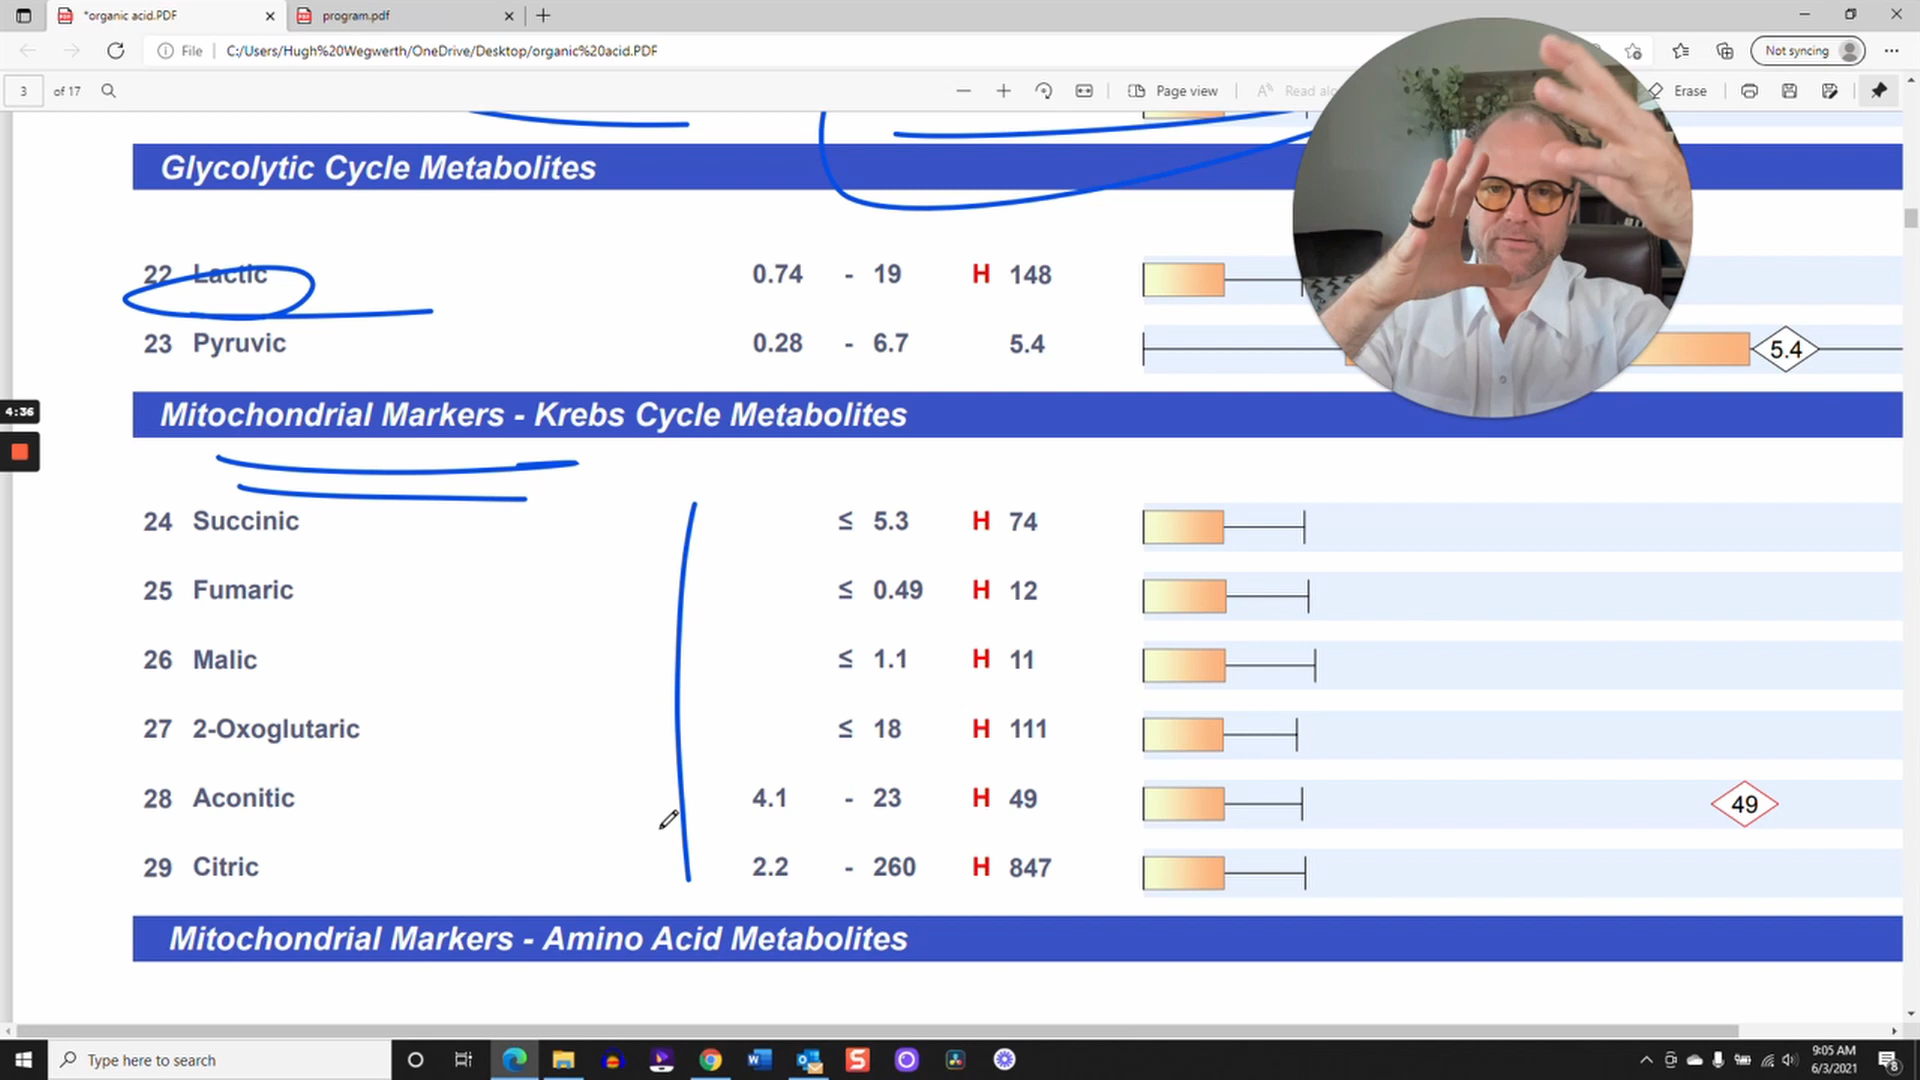 *organic acid.PDF
program.pdf
File C:/Users/Hugh%20Wegwerth/OneDrive/Desktop/organic%20acid.PDF
Not syncing
3 of 17
Page view
Read
Erase
Glycolytic Cycle Metabolites
22 Lactic 0.74 - 19 H 148
23 Pyruvic 0.28 - 6.7 5.4
5.4
Mitochondrial Markers - Krebs Cycle Metabolites
4:36
24 Succinic ≤ 5.3 H 74
25 Fumaric ≤ 0.49 H 12
26 Malic ≤ 1.1 H 11
27 2-Oxoglutaric ≤ 18 H 111
28 Aconitic 4.1 - 23 H 49
49
29 Citric 2.2 - 260 H 847
Mitochondrial Markers - Amino Acid Metabolites
Type here to search
9:05 AM
6/3/2021
8